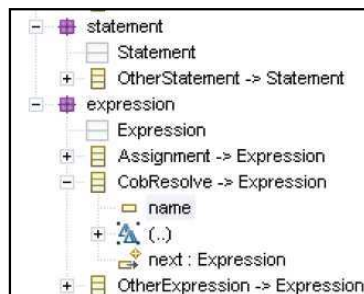 statement
Statement
OtherStatement -> Statement
expression
Expression
Assignment -> Expression
CobResolve -> Expression
name
(..)
next : Expression
OtherExpression -> Expression